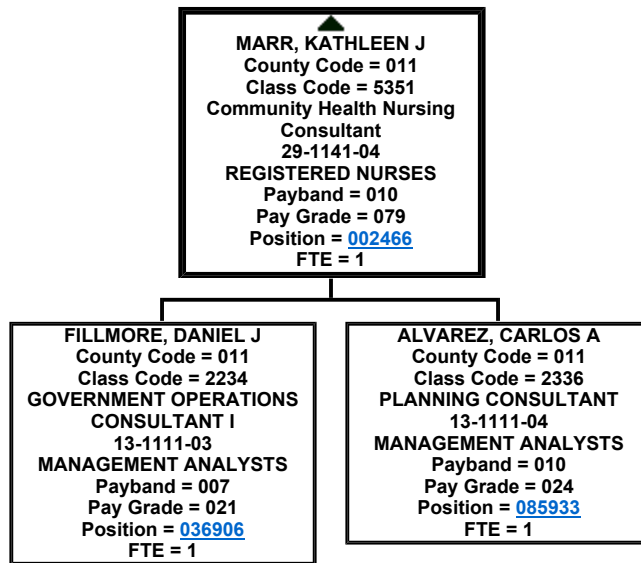 MARR, KATHLEEN J
County Code = 011
Class Code = 5351
Community Health Nursing
Consultant
29-1141-04
REGISTERED NURSES
Payband = 010
Pay Grade = 079
Position = 002466
FTE = 1
FILLMORE, DANIEL J
County Code = 011
Class Code = 2234
GOVERNMENT OPERATIONS
CONSULTANT I
13-1111-03
MANAGEMENT ANALYSTS
Payband = 007
Pay Grade = 021
Position = 036906
FTE = 1
ALVAREZ, CARLOS A
County Code = 011
Class Code = 2336
PLANNING CONSULTANT
13-1111-04
MANAGEMENT ANALYSTS
Payband = 010
Pay Grade = 024
Position = 085933
FTE = 1